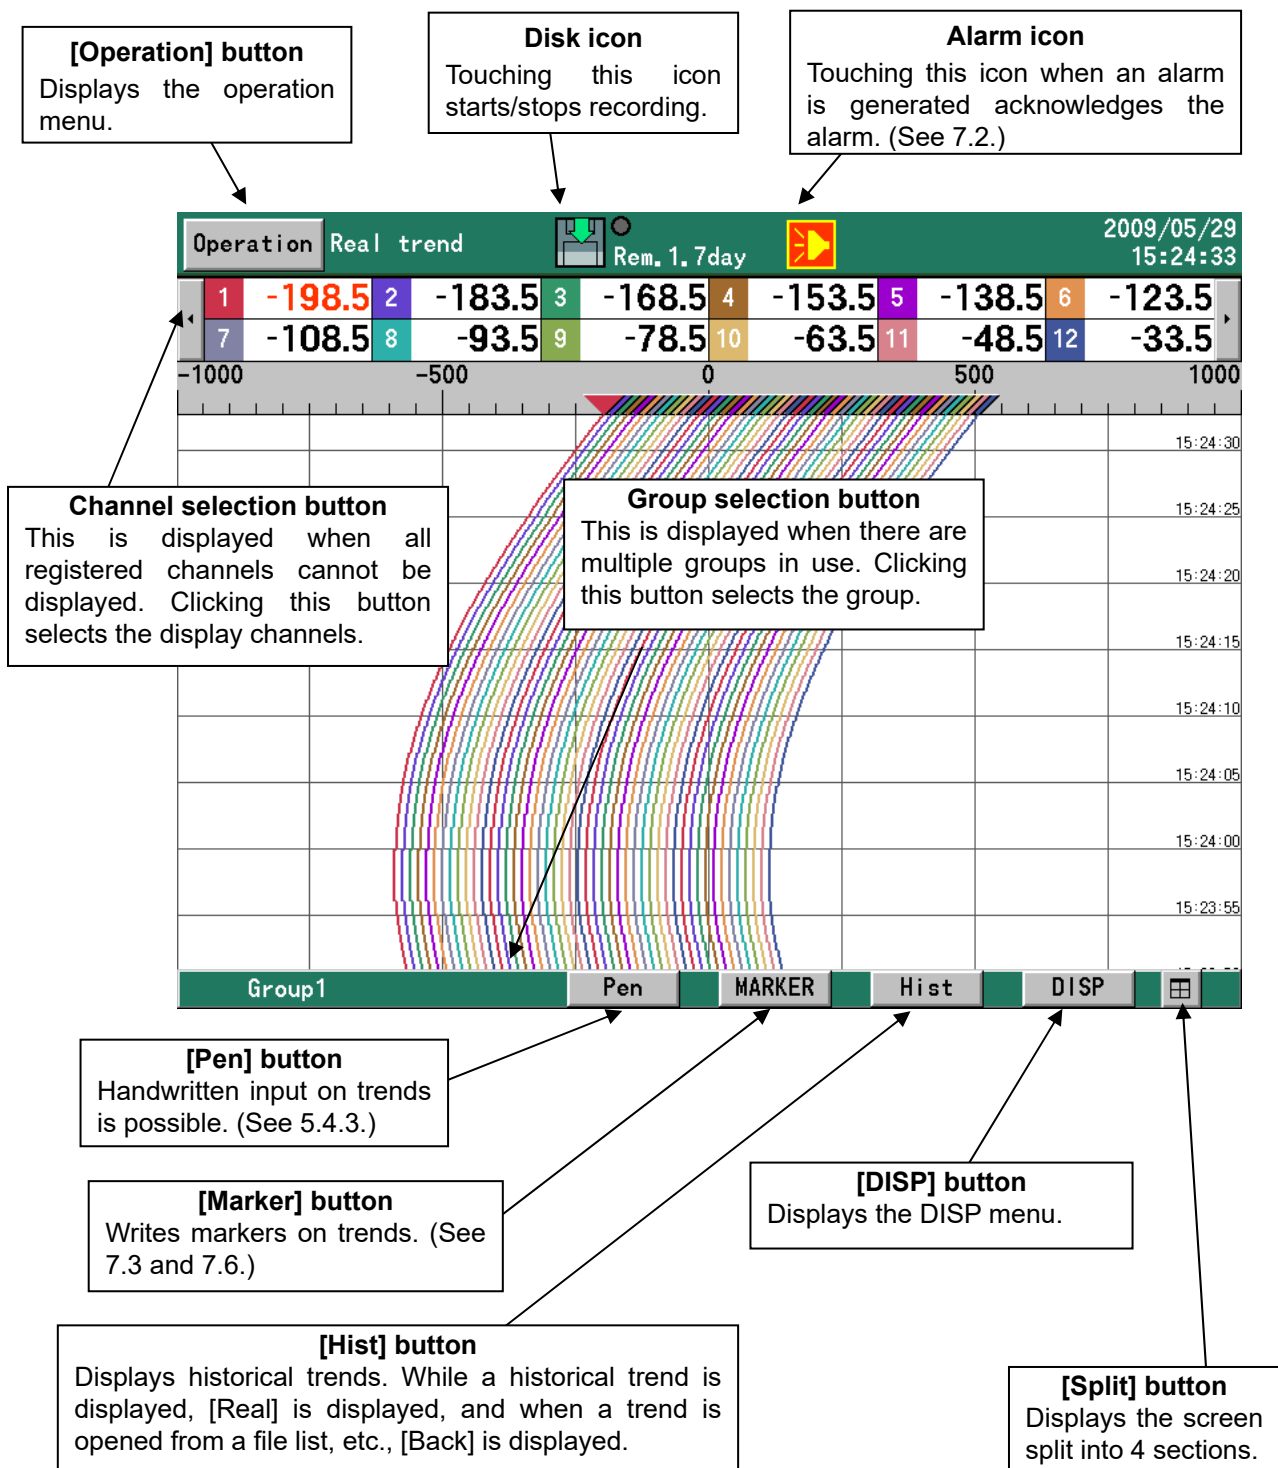 [Operation] button
Displays the operation
menu.
Disk icon
Touching this icon
starts/stops recording.
Alarm icon
Touching this icon when an alarm
is generated acknowledges the
alarm. (See 7.2.)
Operation Real trend Rem.1.7day 2009/05/29
15:24:33
1 -198.5 2 -183.5 3 -168.5 4 -153.5 5 -138.5 6 -123.5
7 -108.5 8 -93.5 9 -78.5 10 -63.5 11 -48.5 12 -33.5
-1000 -500 0 500 1000
15:24:30
15:24:25
15:24:20
15:24:15
15:24:10
15:24:05
15:24:00
15:23:55
Channel selection button
This is displayed when all
registered channels cannot be
displayed. Clicking this button
selects the display channels.
Group selection button
This is displayed when there are
multiple groups in use. Clicking
this button selects the group.
Group1 Pen MARKER Hist DISP
[Pen] button
Handwritten input on trends
is possible. (See 5.4.3.)
[Marker] button
Writes markers on trends. (See
7.3 and 7.6.)
[DISP] button
Displays the DISP menu.
[Hist] button
Displays historical trends. While a historical trend is
displayed, [Real] is displayed, and when a trend is
opened from a file list, etc., [Back] is displayed.
[Split] button
Displays the screen
split into 4 sections.